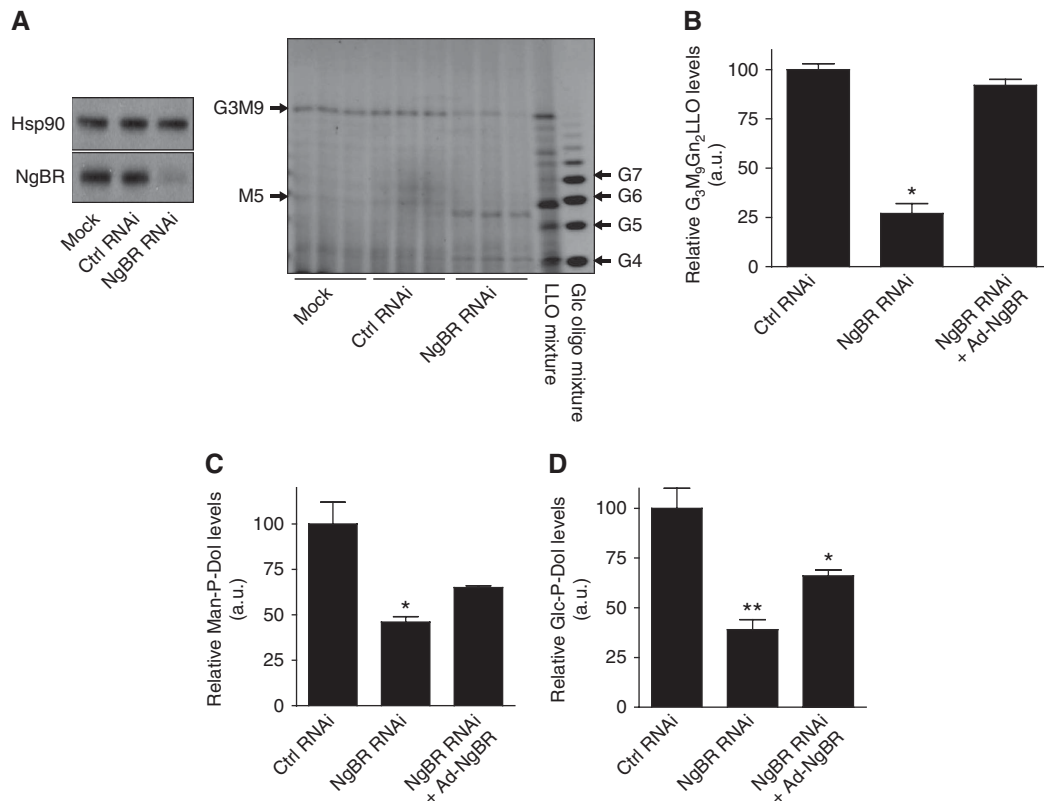 A
Hsp90
NgBR
Mock
Ctrl RNAi
NgBR RNAi
G3M9
M5
G7
G6
G5
G4
Mock
Ctrl RNAi
NgBR RNAi
LLO mixture
Glc oligo mixture
B
Relative G3M9Gn2LLO levels
(a.u.)
100
75
50
25
0
*
Ctrl RNAi
NgBR RNAi
NgBR RNAi
+ Ad-NgBR
C
Relative Man-P-Dol levels
(a.u.)
100
75
50
25
0
*
Ctrl RNAi
NgBR RNAi
NgBR RNAi
+ Ad-NgBR
D
Relative Glc-P-Dol levels
(a.u.)
100
75
50
25
0
**
*
Ctrl RNAi
NgBR RNAi
NgBR RNAi
+ Ad-NgBR